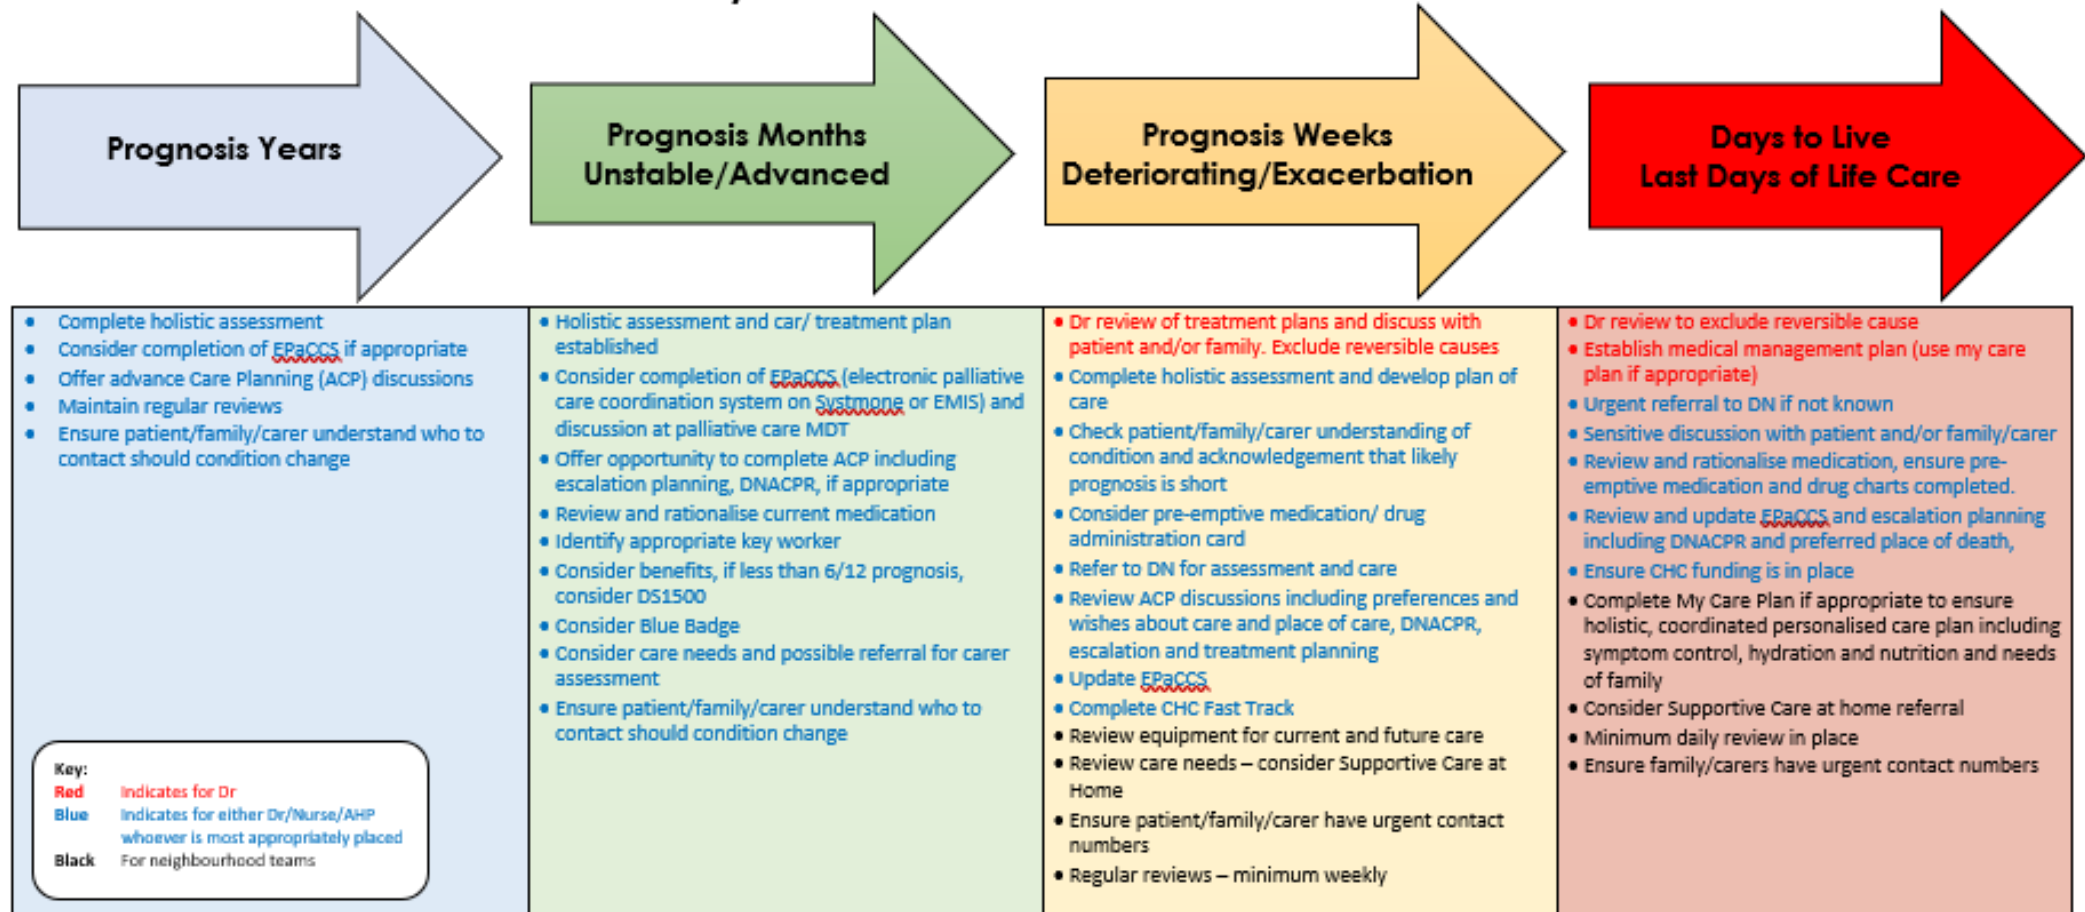 Prognosis Years
Prognosis Months
Unstable/Advanced
Prognosis Weeks
Deteriorating/Exacerbation
Days to Live
Last Days of Life Care
• Complete holistic assessment
• Consider completion of EPaCCS if appropriate
• Offer advance Care Planning (ACP) discussions
• Maintain regular reviews
• Ensure patient/family/carer understand who to
contact should condition change
Key:
Red Indicates for Dr
Blue Indicates for either Dr/Nurse/AHP
whoever is most appropriately placed
Black For neighbourhood teams
• Holistic assessment and car/ treatment plan
established
• Consider completion of EPaCCS (electronic palliative
care coordination system on Systmone or EMIS) and
discussion at palliative care MDT
• Offer opportunity to complete ACP including
escalation planning, DNACPR, if appropriate
• Review and rationalise current medication
• Identify appropriate key worker
• Consider benefits, if less than 6/12 prognosis,
consider DS1500
• Consider Blue Badge
• Consider care needs and possible referral for carer
assessment
• Ensure patient/family/carer understand who to
contact should condition change
• Dr review of treatment plans and discuss with
patient and/or family. Exclude reversible causes
• Complete holistic assessment and develop plan of
care
• Check patient/family/carer understanding of
condition and acknowledgement that likely
prognosis is short
• Consider pre-emptive medication/ drug
administration card
• Refer to DN for assessment and care
• Review ACP discussions including preferences and
wishes about care and place of care, DNACPR,
escalation and treatment planning
• Update EPaCCS
• Complete CHC Fast Track
• Review equipment for current and future care
• Review care needs – consider Supportive Care at
Home
• Ensure patient/family/carer have urgent contact
numbers
• Regular reviews – minimum weekly
• Dr review to exclude reversible cause
• Establish medical management plan (use my care
plan if appropriate)
• Urgent referral to DN if not known
• Sensitive discussion with patient and/or family/carer
• Review and rationalise medication, ensure pre-
emptive medication and drug charts completed.
• Review and update EPaCCS and escalation planning
including DNACPR and preferred place of death,
• Ensure CHC funding is in place
• Complete My Care Plan if appropriate to ensure
holistic, coordinated personalised care plan including
symptom control, hydration and nutrition and needs
of family
• Consider Supportive Care at home referral
• Minimum daily review in place
• Ensure family/carers have urgent contact numbers